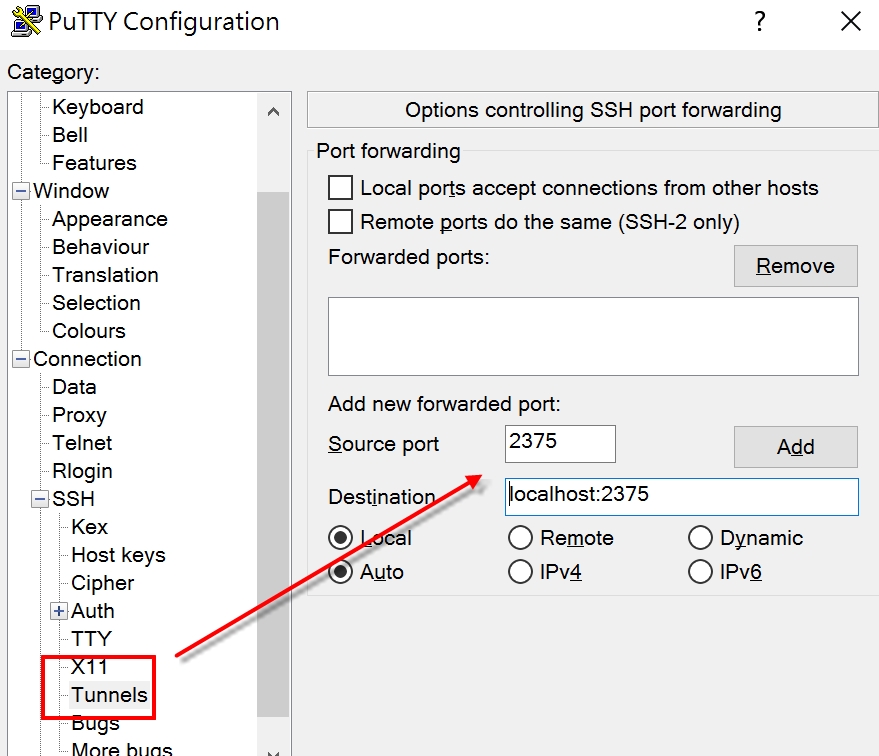 PuTTY Configuration
?
Category:
Keyboard
Bell
Features
Window
Appearance
Behaviour
Translation
Selection
Colours
Connection
Data
Proxy
Telnet
Rlogin
SSH
Kex
Host keys
Cipher
Auth
TTY
X11
Tunnels
Bugs
More bugs
Options controlling SSH port forwarding
Port forwarding
Local ports accept connections from other hosts
Remote ports do the same (SSH-2 only)
Forwarded ports:
Remove
Add new forwarded port:
Source port 2375 Add
Destination localhost:2375
Local Remote Dynamic
Auto IPv4 IPv6